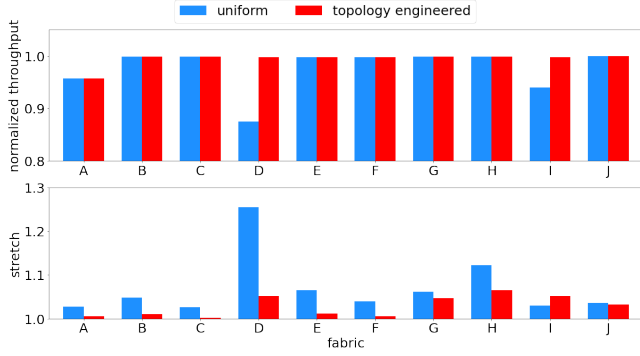 uniform topology engineered
normalized throughput
1.0
0.9
0.8
A B C D E F G H I J
stretch
1.3
1.2
1.1
1.0
A B C D E F G H I J
fabric